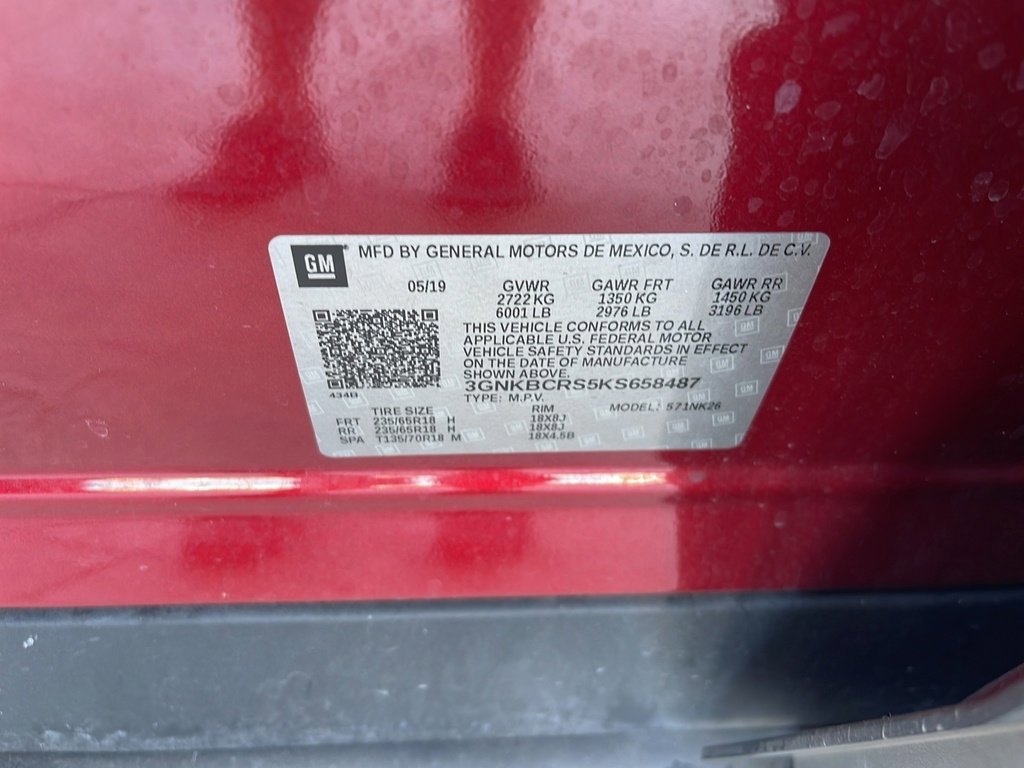 GM MFD BY GENERAL MOTORS DE MEXICO, S. DE R.L. DE C.V.
05/19 GVWR GAWR FRT GAWR RR
2722 KG 1350 KG 1450 KG
6001 LB 2976 LB 3196 LB
THIS VEHICLE CONFORMS TO ALL
APPLICABLE U.S. FEDERAL MOTOR
VEHICLE SAFETY STANDARDS IN EFFECT
ON THE DATE OF MANUFACTURE
SHOWN ABOVE.
3GNKBCRS5KS658487
434B TYPE: M.P.V. MODEL: 571NK26
TIRE SIZE RIM
FRT 235/65R18 H 18X8J
RR 235/65R18 H 18X8J
SPA T135/70R18 M 18X4.5B